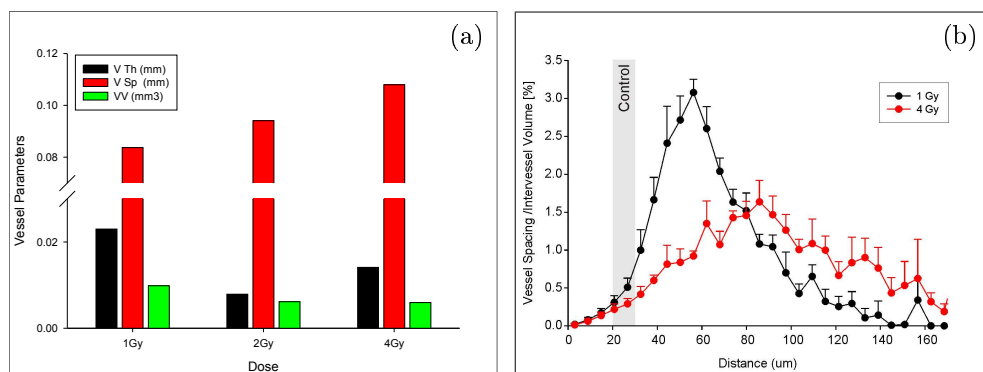 (a)
V Th (mm)
V Sp (mm)
VV (mm3)
Vessel Parameters
0.12
0.10
0.08
0.02
0.00
1Gy 2Gy 4Gy
Dose
(b)
Control
1 Gy
4 Gy
Vessel Spacing /Intervessel Volume [%]
3.5
3.0
2.5
2.0
1.5
1.0
0.5
0.0
0 20 40 60 80 100 120 140 160
Distance (um)